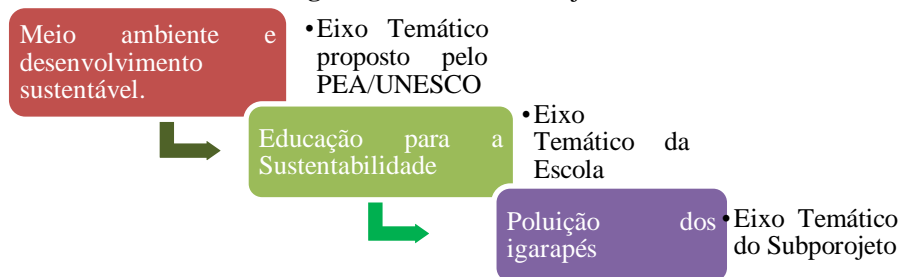 Meio ambiente e
desenvolvimento
sustentável.
•Eixo Temático
proposto pelo
PEA/UNESCO
Educação para a
Sustentabilidade
•Eixo
Temático da
Escola
Poluição dos
igarapés
•Eixo Temático
do Subporojeto